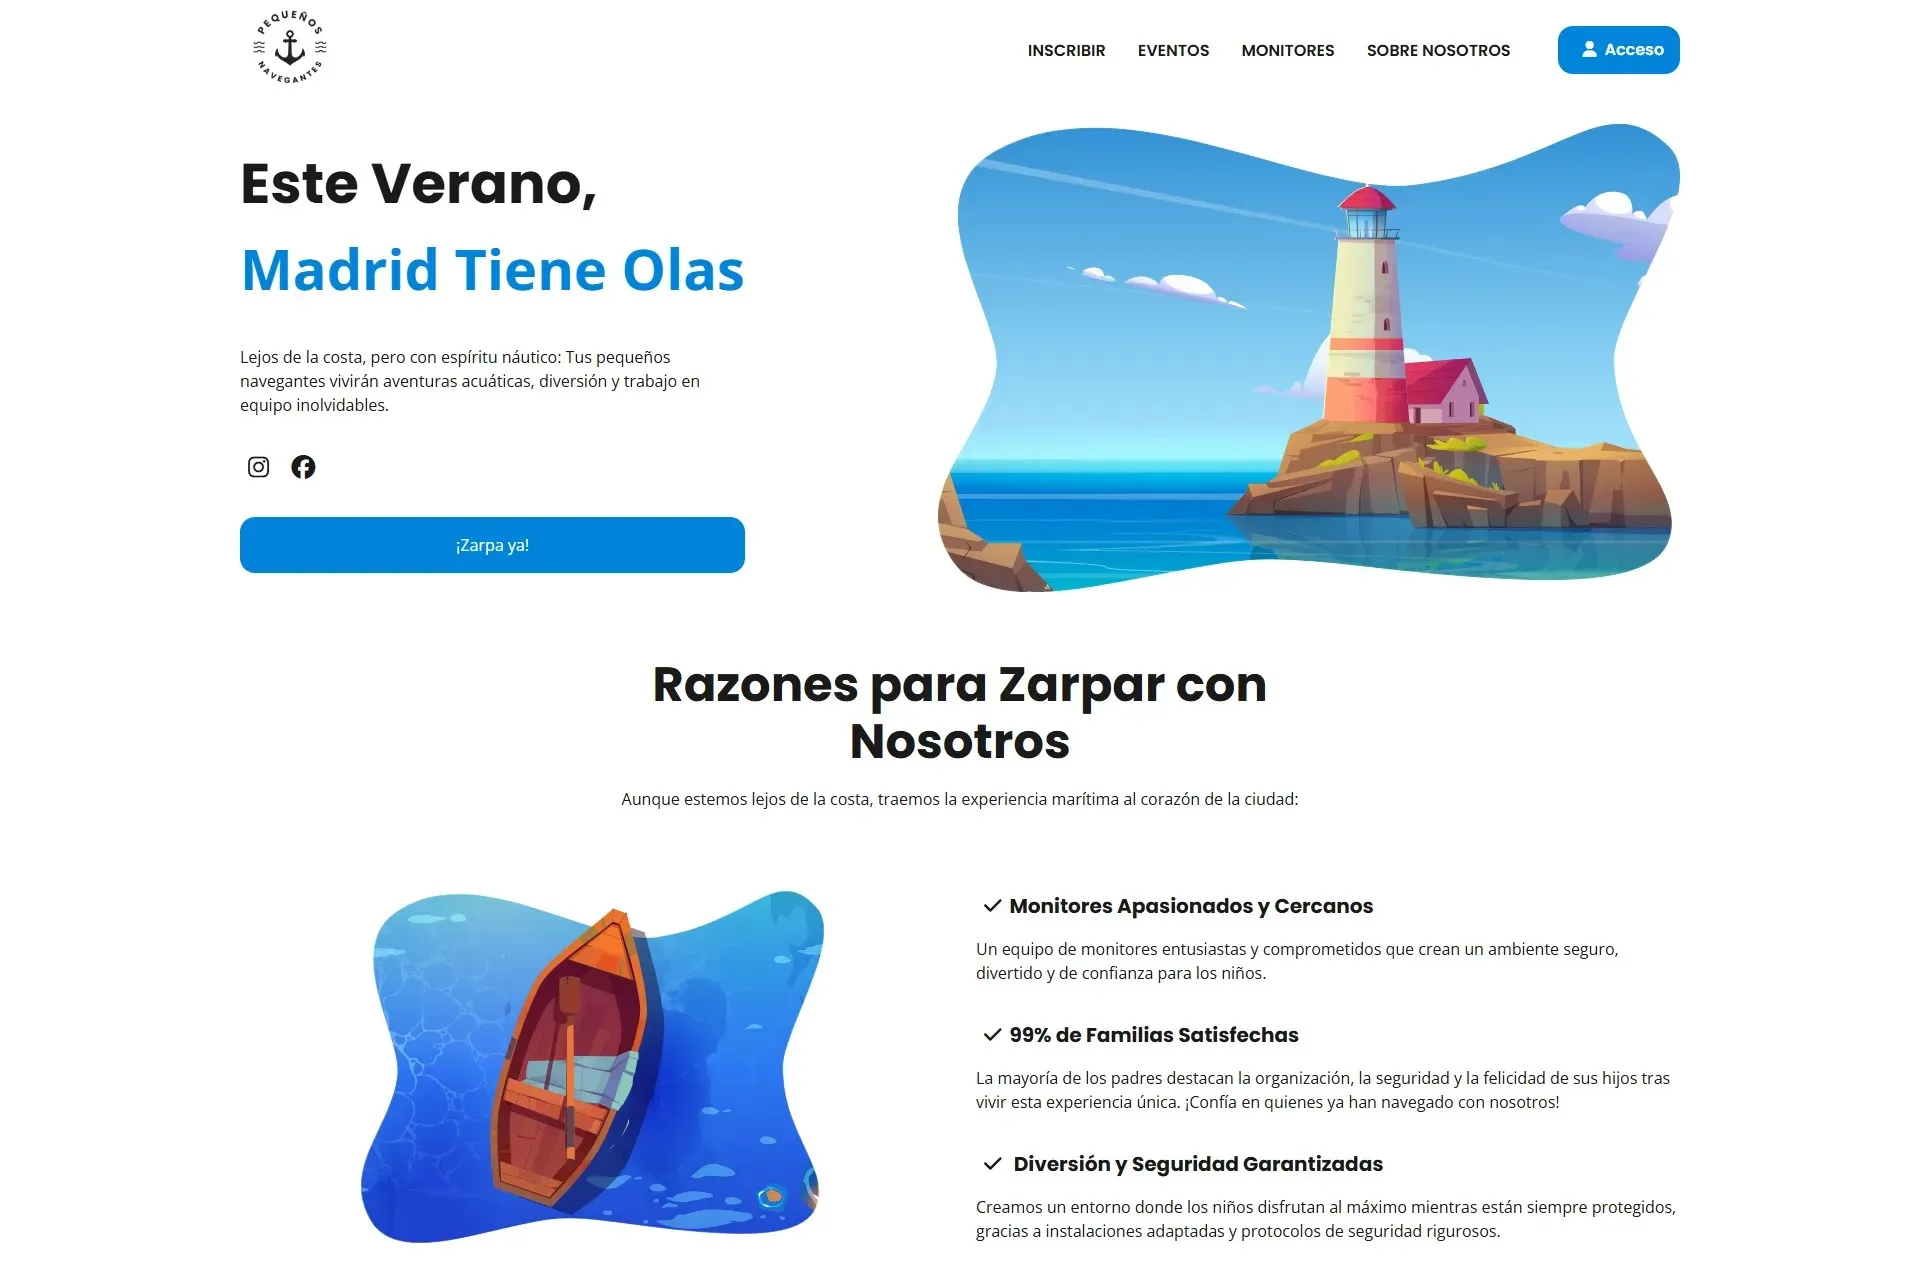 PEQUEÑOS
NAVEGANTES
INSCRIBIR
EVENTOS
MONITORES
SOBRE NOSOTROS
Acceso
Este Verano,
Madrid Tiene Olas
Lejos de la costa, pero con espíritu náutico: Tus pequeños
navegantes vivirán aventuras acuáticas, diversión y trabajo en
equipo inolvidables.
¡Zarpa ya!
Razones para Zarpar con
Nosotros
Aunque estemos lejos de la costa, traemos la experiencia marítima al corazón de la ciudad:
Monitores Apasionados y Cercanos
Un equipo de monitores entusiastas y comprometidos que crean un ambiente seguro,
divertido y de confianza para los niños.
99% de Familias Satisfechas
La mayoría de los padres destacan la organización, la seguridad y la felicidad de sus hijos tras
vivir esta experiencia única. ¡Confía en quienes ya han navegado con nosotros!
Diversión y Seguridad Garantizadas
Creamos un entorno donde los niños disfrutan al máximo mientras están siempre protegidos,
gracias a instalaciones adaptadas y protocolos de seguridad rigurosos.